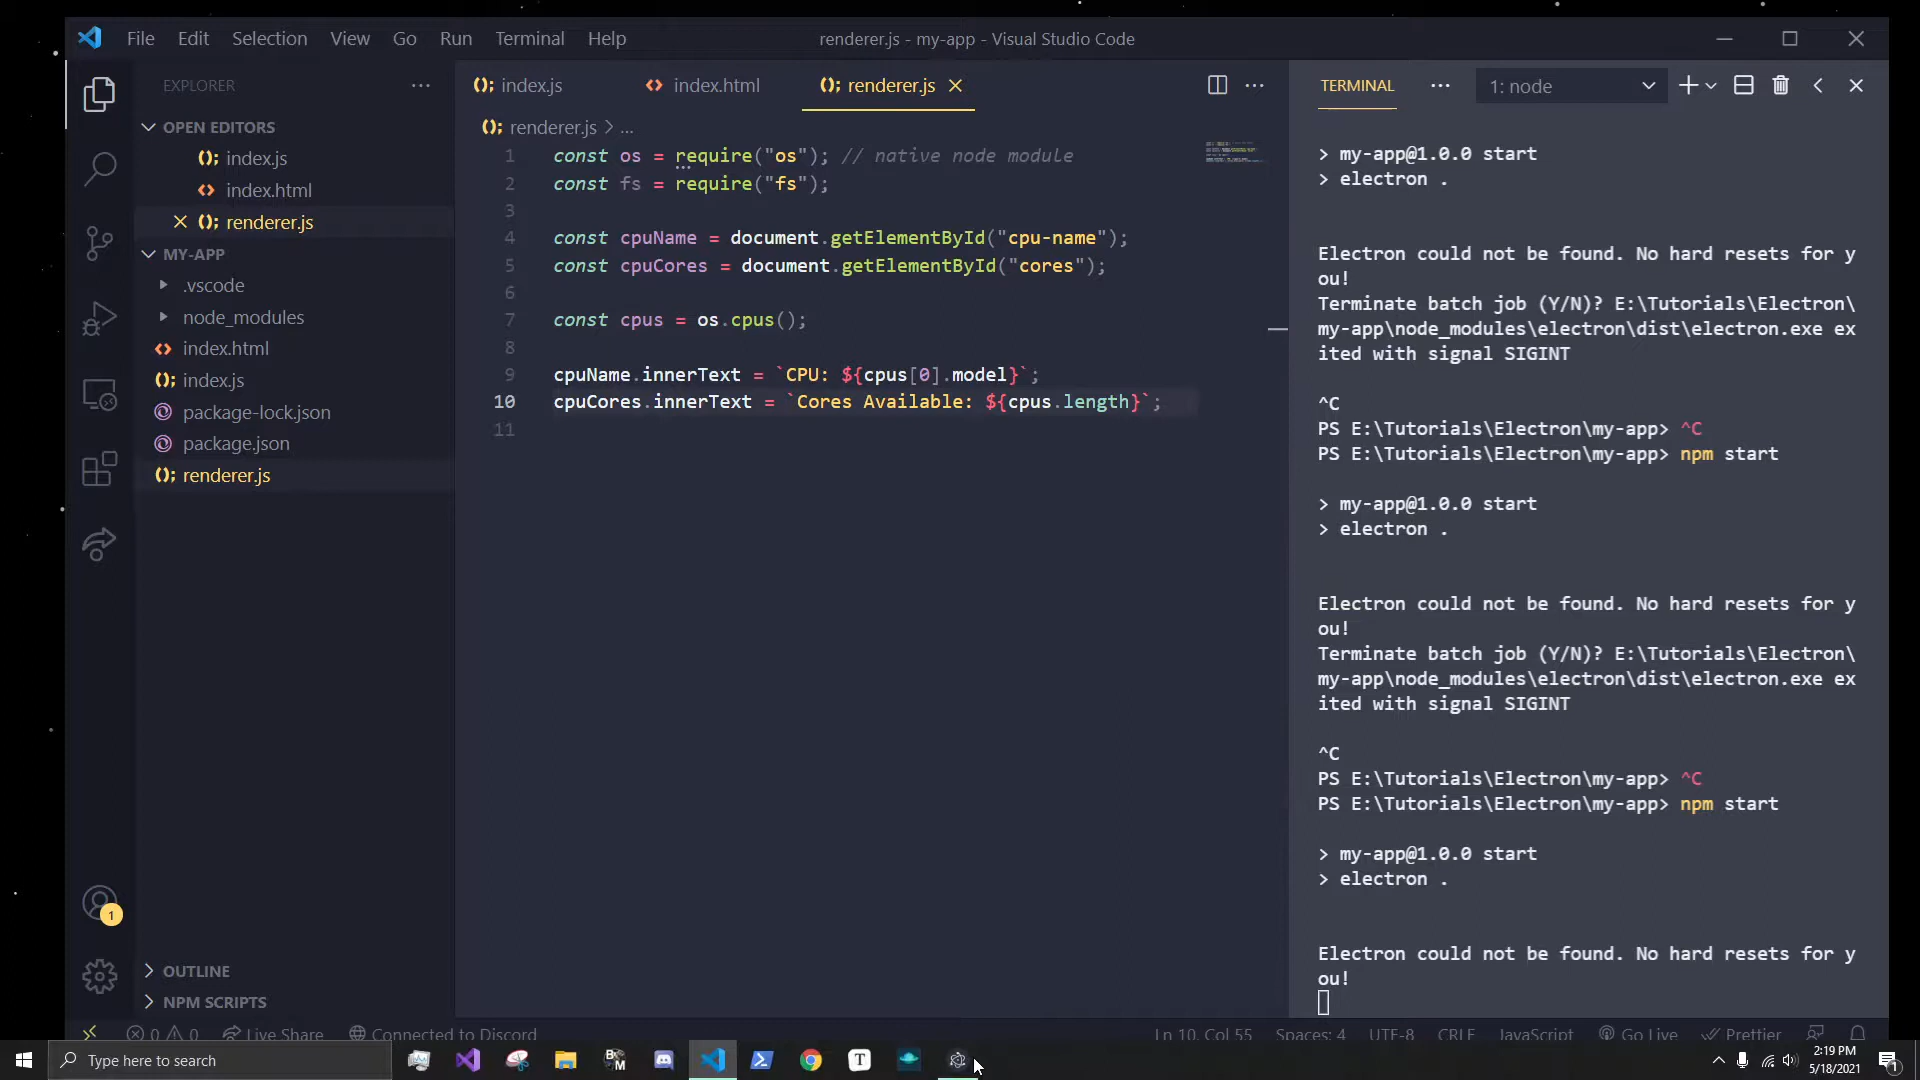 File Edit Selection View Go Run Terminal Help
renderer.js - my-app - Visual Studio Code
EXPLORER
OPEN EDITORS
index.js
index.html
renderer.js
MY-APP
.vscode
node_modules
index.html
index.js
package-lock.json
package.json
renderer.js
1
OUTLINE
NPM SCRIPTS
index.js index.html renderer.js
renderer.js > ...
1 const os = require("os"); // native node module
2 const fs = require("fs");
3
4 const cpuName = document.getElementById("cpu-name");
5 const cpuCores = document.getElementById("cores");
6
7 const cpus = os.cpus();
8
9 cpuName.innerText = `CPU: ${cpus[0].model}`;
10 cpuCores.innerText = `Cores Available: ${cpus.length}`;
11
TERMINAL 1: node
> my-app@1.0.0 start
> electron .
Electron could not be found. No hard resets for y
ou!
Terminate batch job (Y/N)? E:\Tutorials\Electron\
my-app\node_modules\electron\dist\electron.exe ex
ited with signal SIGINT
^C
PS E:\Tutorials\Electron\my-app> ^C
PS E:\Tutorials\Electron\my-app> npm start
> my-app@1.0.0 start
> electron .
Electron could not be found. No hard resets for y
ou!
Terminate batch job (Y/N)? E:\Tutorials\Electron\
my-app\node_modules\electron\dist\electron.exe ex
ited with signal SIGINT
^C
PS E:\Tutorials\Electron\my-app> ^C
PS E:\Tutorials\Electron\my-app> npm start
> my-app@1.0.0 start
> electron .
Electron could not be found. No hard resets for y
ou!
0 0 Live Share Connected to Discord Ln 10, Col 55 Spaces: 4 UTF-8 CRLF JavaScript Go Live Prettier
Type here to search
T
2:19 PM
5/18/2021
1